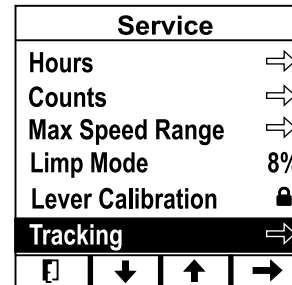 Service
Hours
Counts
Max Speed Range
Limp Mode 8%
Lever Calibration
Tracking